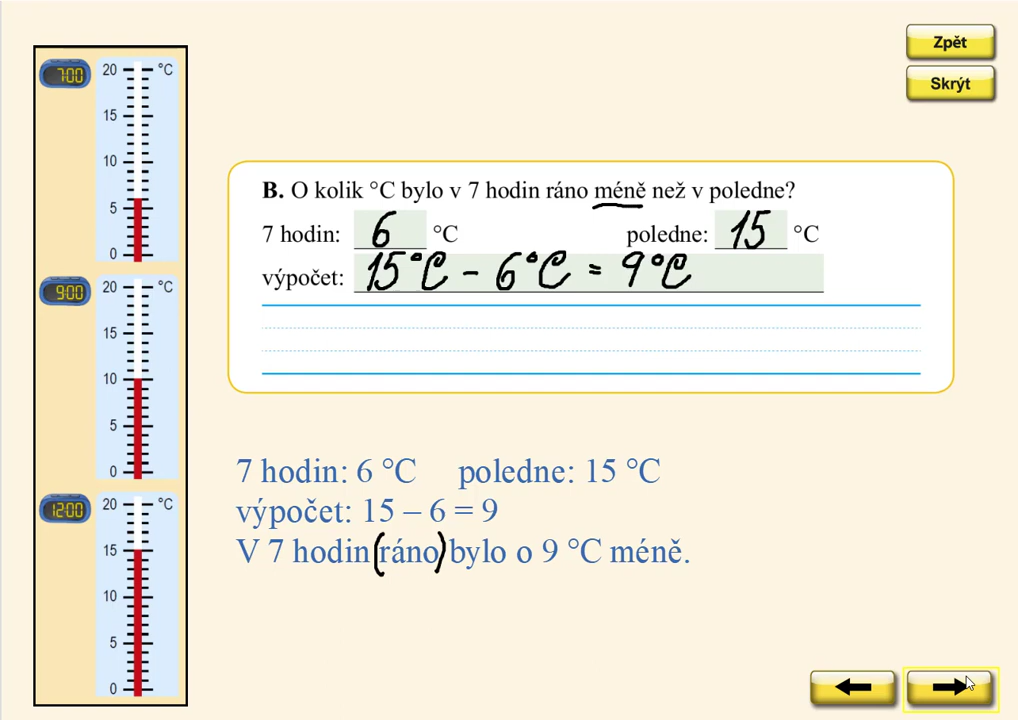 Zpět
Skrýt
7:00
20 °C
15
10
5
0
9:00
20 °C
15
10
5
0
12:00
20 °C
15
10
5
0
B. O kolik °C bylo v 7 hodin ráno méně než v poledne?
7 hodin: 6 °C poledne: 15 °C
výpočet: 15°C - 6°C = 9°C
7 hodin: 6 °C poledne: 15 °C
výpočet: 15 – 6 = 9
V 7 hodin (ráno) bylo o 9 °C méně.